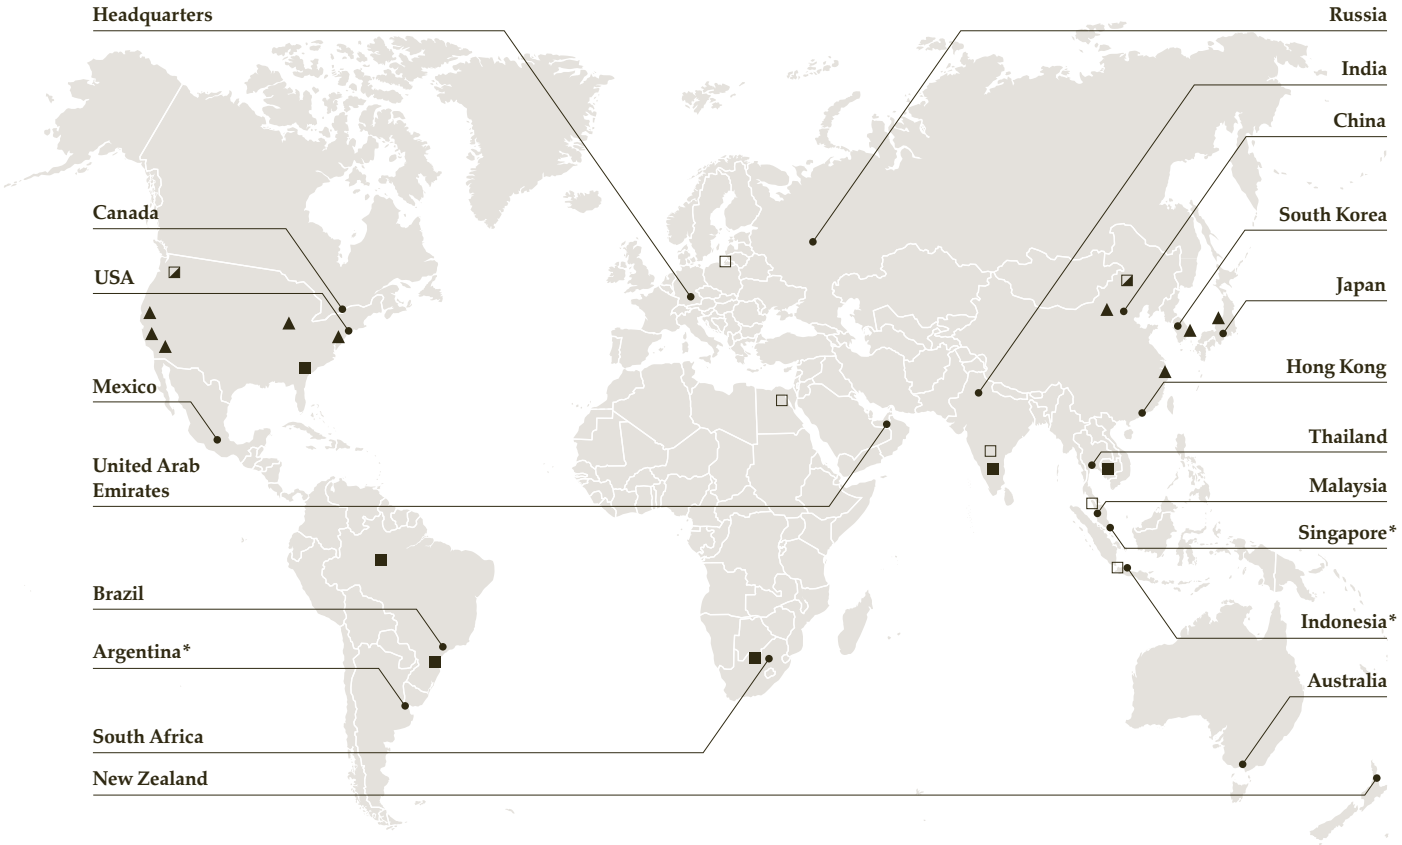 Headquarters
Canada
USA
Mexico
United Arab
Emirates
Brazil
Argentina*
South Africa
New Zealand
Russia
India
China
South Korea
Japan
Hong Kong
Thailand
Malaysia
Singapore*
Indonesia*
Australia